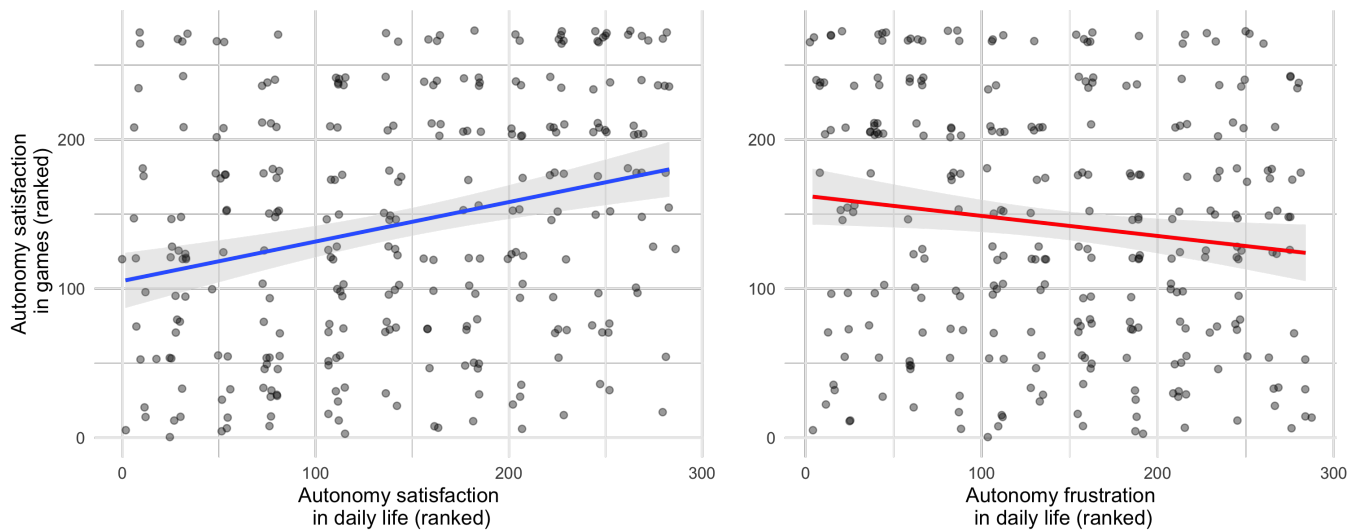 Autonomy satisfaction
in games (ranked)
200
100
0
0
100
200
300
Autonomy satisfaction
in daily life (ranked)
200
100
0
0
100
200
300
Autonomy frustration
in daily life (ranked)